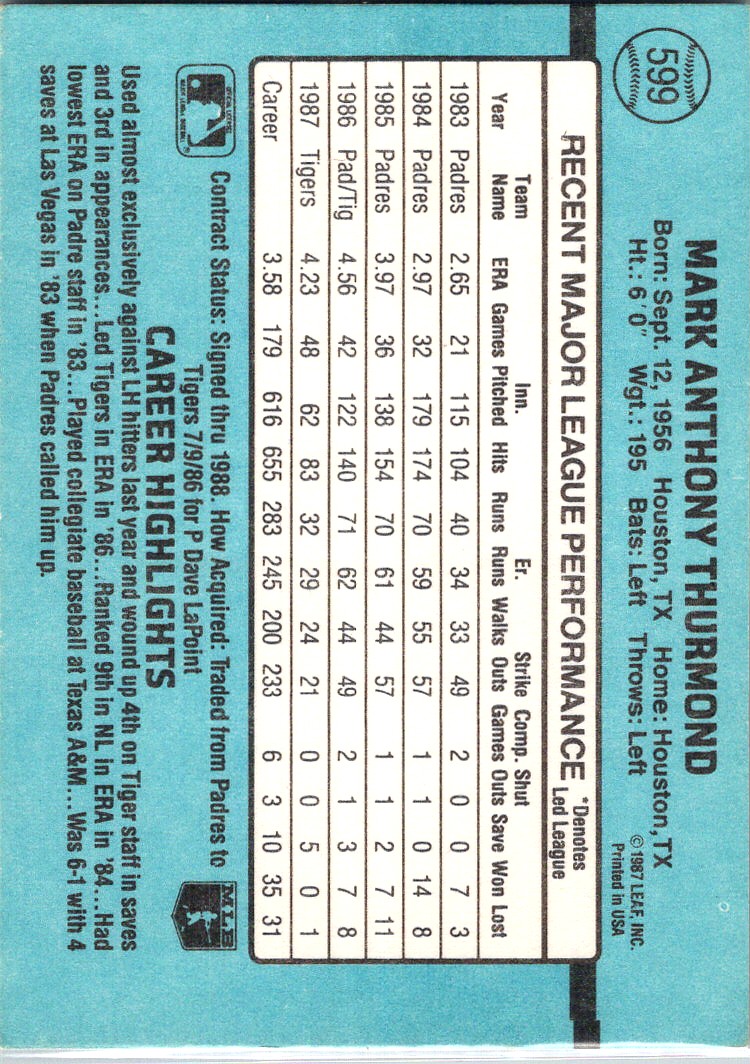 599
MARK ANTHONY THURMOND
Born: Sept. 12, 1956 Houston, TX Home: Houston, TX
Ht.: 6' 0" Wgt.: 195 Bats: Left Throws: Left
©1987 LEAF, INC.
Printed in USA
RECENT MAJOR LEAGUE PERFORMANCE
*Denotes
Led League
Team Inn. Er. Strike Comp. Shut
Year Name ERA Games Pitched Hits Runs Runs Walks Outs Games Outs Save Won Lost
1983 Padres 2.65 21 115 104 40 34 33 49 2 0 0 7 3
1984 Padres 2.97 32 179 174 70 59 55 57 1 1 0 14 8
1985 Padres 3.97 36 138 154 70 61 44 57 1 1 2 7 11
1986 Pad/Tig 4.56 42 122 140 71 62 44 49 2 1 3 7 8
1987 Tigers 4.23 48 62 83 32 29 24 21 0 0 5 0 1
Career 3.58 179 616 655 283 245 200 233 6 3 10 35 31
Contract Status: Signed thru 1988. How Acquired: Traded from Padres to
Tigers 7/9/86 for P Dave LaPoint
MLB
CAREER HIGHLIGHTS
Used almost exclusively against LH hitters last year and wound up 4th on Tiger staff in saves
and 3rd in appearances...Led Tigers in ERA in '86...Ranked 9th in NL in ERA in '84...Had
lowest ERA on Padre staff in '83...Played collegiate baseball at Texas A&M...Was 6-1 with 4
saves at Las Vegas in '83 when Padres called him up.